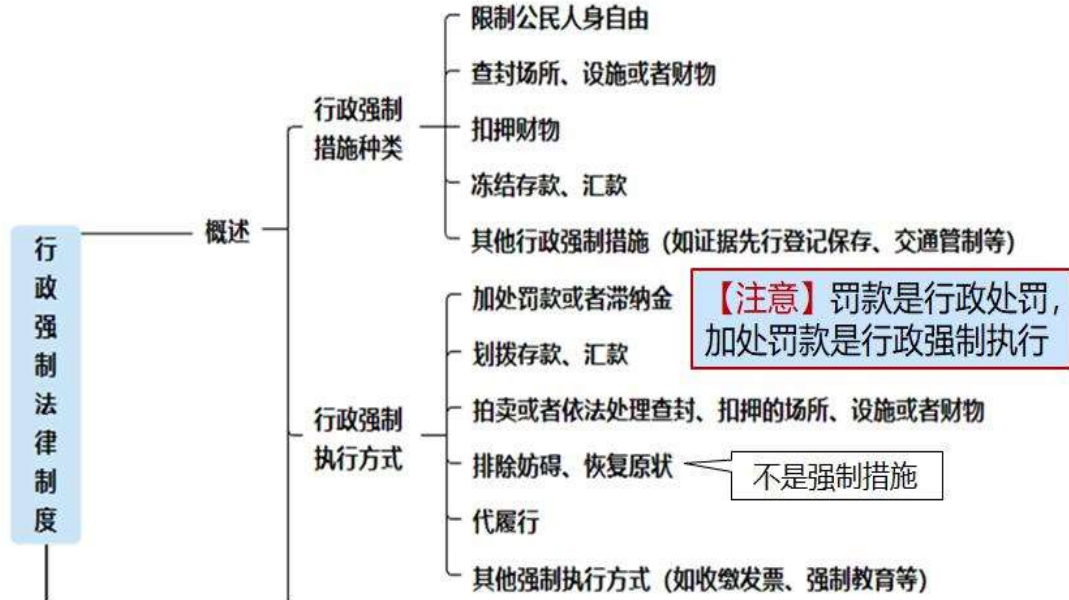 行政强制法律制度
概述
行政强制
措施种类
限制公民人身自由
查封场所、设施或者财物
扣押财物
冻结存款、汇款
其他行政强制措施（如证据先行登记保存、交通管制等）
行政强制
执行方式
加处罚款或者滞纳金
【注意】罚款是行政处罚，
加处罚款是行政强制执行
划拨存款、汇款
拍卖或者依法处理查封、扣押的场所、设施或者财物
排除妨碍、恢复原状
不是强制措施
代履行
其他强制执行方式（如收缴发票、强制教育等）